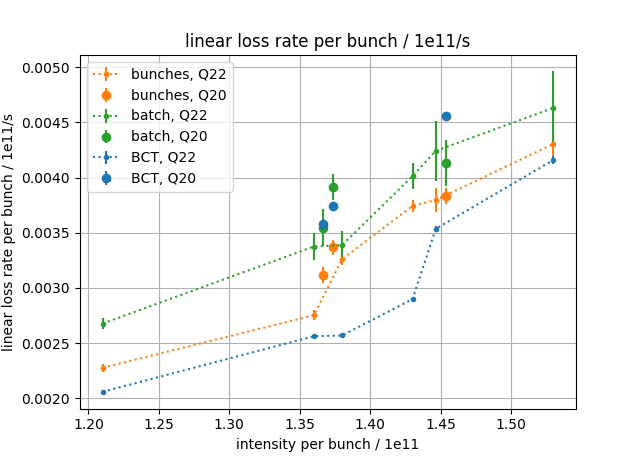 linear loss rate per bunch / 1e11/s
linear loss rate per bunch / 1e11/s
0.0050
0.0045
0.0040
0.0035
0.0030
0.0025
0.0020
bunches, Q22
bunches, Q20
batch, Q22
batch, Q20
BCT, Q22
BCT, Q20
1.20 1.25 1.30 1.35 1.40 1.45 1.50
intensity per bunch / 1e11